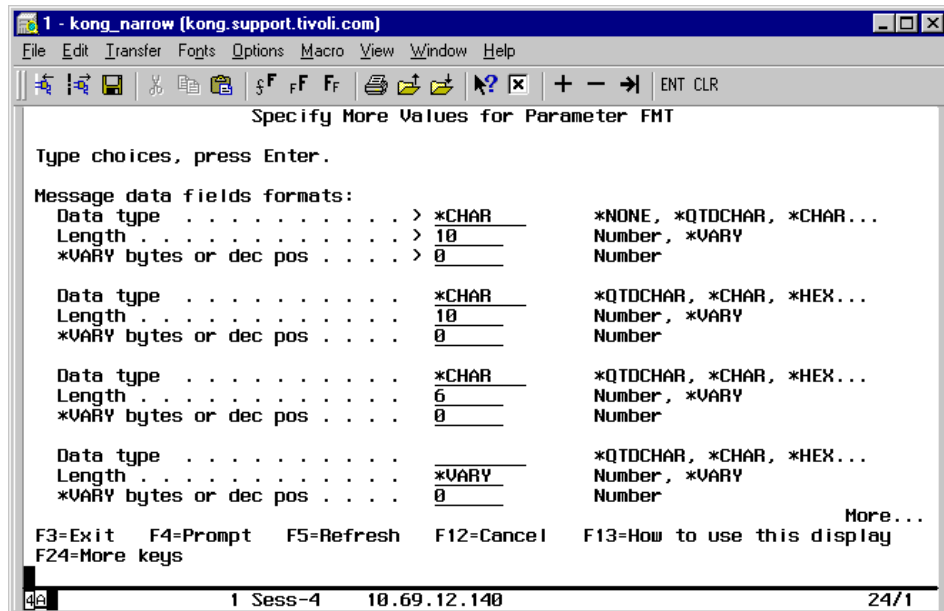 1 - kong_narrow (kong.support.tivoli.com)
File Edit Transfer Fonts Options Macro View Window Help
ENT CLR
Specify More Values for Parameter FMT
Type choices, press Enter.
Message data fields formats:
Data type . . . . . . . . . . . > *CHAR *NONE, *QTDCHAR, *CHAR...
Length . . . . . . . . . . . . > 10 Number, *VARY
*VARY bytes or dec pos . . . . > 0 Number
Data type . . . . . . . . . . . *CHAR *QTDCHAR, *CHAR, *HEX...
Length . . . . . . . . . . . . 10 Number, *VARY
*VARY bytes or dec pos . . . . 0 Number
Data type . . . . . . . . . . . *CHAR *QTDCHAR, *CHAR, *HEX...
Length . . . . . . . . . . . . 6 Number, *VARY
*VARY bytes or dec pos . . . . 0 Number
Data type . . . . . . . . . . . *QTDCHAR, *CHAR, *HEX...
Length . . . . . . . . . . . . *VARY Number, *VARY
*VARY bytes or dec pos . . . . 0 Number
More...
F3=Exit F4=Prompt F5=Refresh F12=Cancel F13=How to use this display
F24=More keys
4A 1 Sess-4 10.69.12.140 24/1